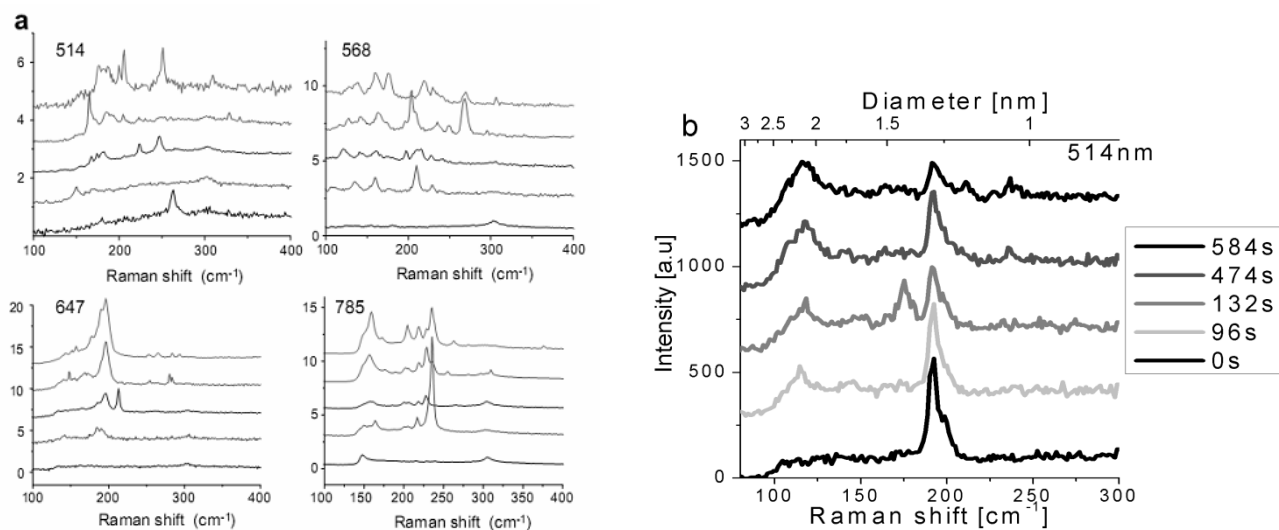 a
514
6
4
2
100 200 300 400
Raman shift (cm-1)
568
10
5
0
100 200 300 400
Raman shift (cm-1)
647
20
15
10
5
0
100 200 300 400
Raman shift (cm-1)
785
15
10
5
0
100 150 200 250 300 350 400
Raman shift (cm-1)
b
Diameter [nm]
3 2.5 2 1.5 1
514nm
1500
1000
500
0
Intensity [a.u]
100 150 200 250 300
Raman shift [cm-1]
584s
474s
132s
96s
0s